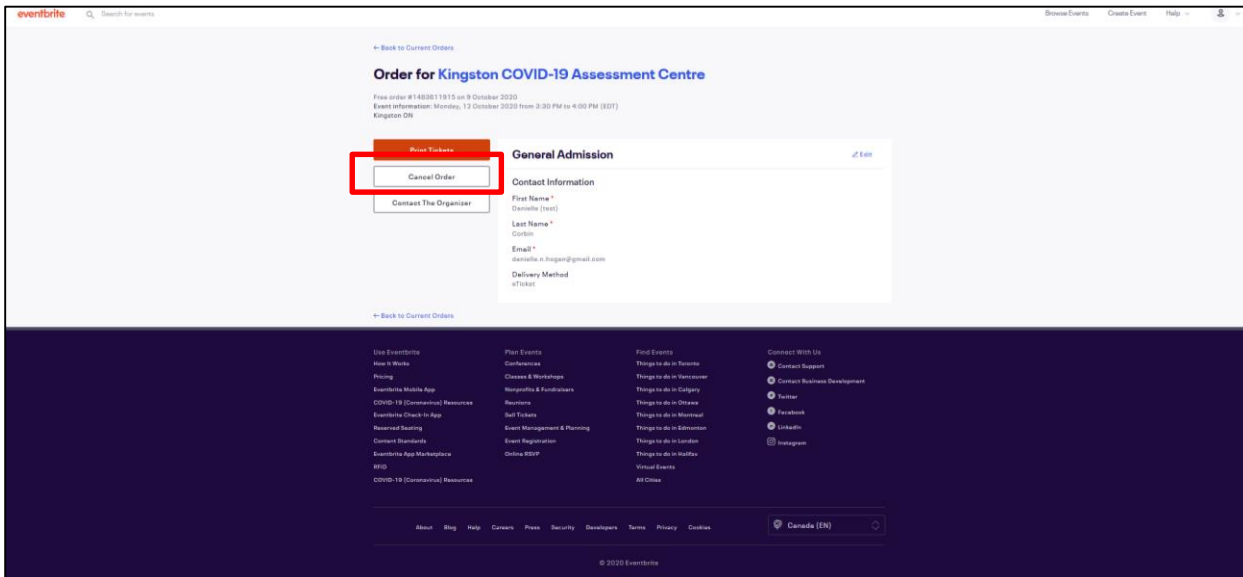 eventbrite
Search for events
Browse Events Create Event Help
← Back to Current Orders
Order for Kingston COVID-19 Assessment Centre
Free order #1483611915 on 9 October 2020
Event information: Monday, 13 October 2020 from 3:30 PM to 4:00 PM (EDT)
Kingston ON
Print Tickets
Cancel Order
Contact The Organizer
General Admission
Edit
Contact Information
First Name *
Danielle (test)
Last Name *
Corbin
Email *
danielle.n.hogan@gmail.com
Delivery Method
eTicket
← Back to Current Orders
Use Eventbrite
How It Works
Pricing
Eventbrite Mobile App
COVID-19 (Coronavirus) Resources
Eventbrite Check-In App
Reserved Seating
Content Standards
Eventbrite App Marketplace
RFID
COVID-19 (Coronavirus) Resources
Plan Events
Conferences
Classes & Workshops
Nonprofits & Fundraisers
Reunions
Sell Tickets
Event Management & Planning
Event Registration
Online RSVP
Find Events
Things to do in Toronto
Things to do in Vancouver
Things to do in Calgary
Things to do in Ottawa
Things to do in Montreal
Things to do in Edmonton
Things to do in London
Things to do in Halifax
Virtual Events
All Cities
Connect With Us
Contact Support
Contact Business Development
Twitter
Facebook
LinkedIn
Instagram
About Blog Help Careers Press Security Developers Terms Privacy Cookies
Canada (EN)
© 2020 Eventbrite